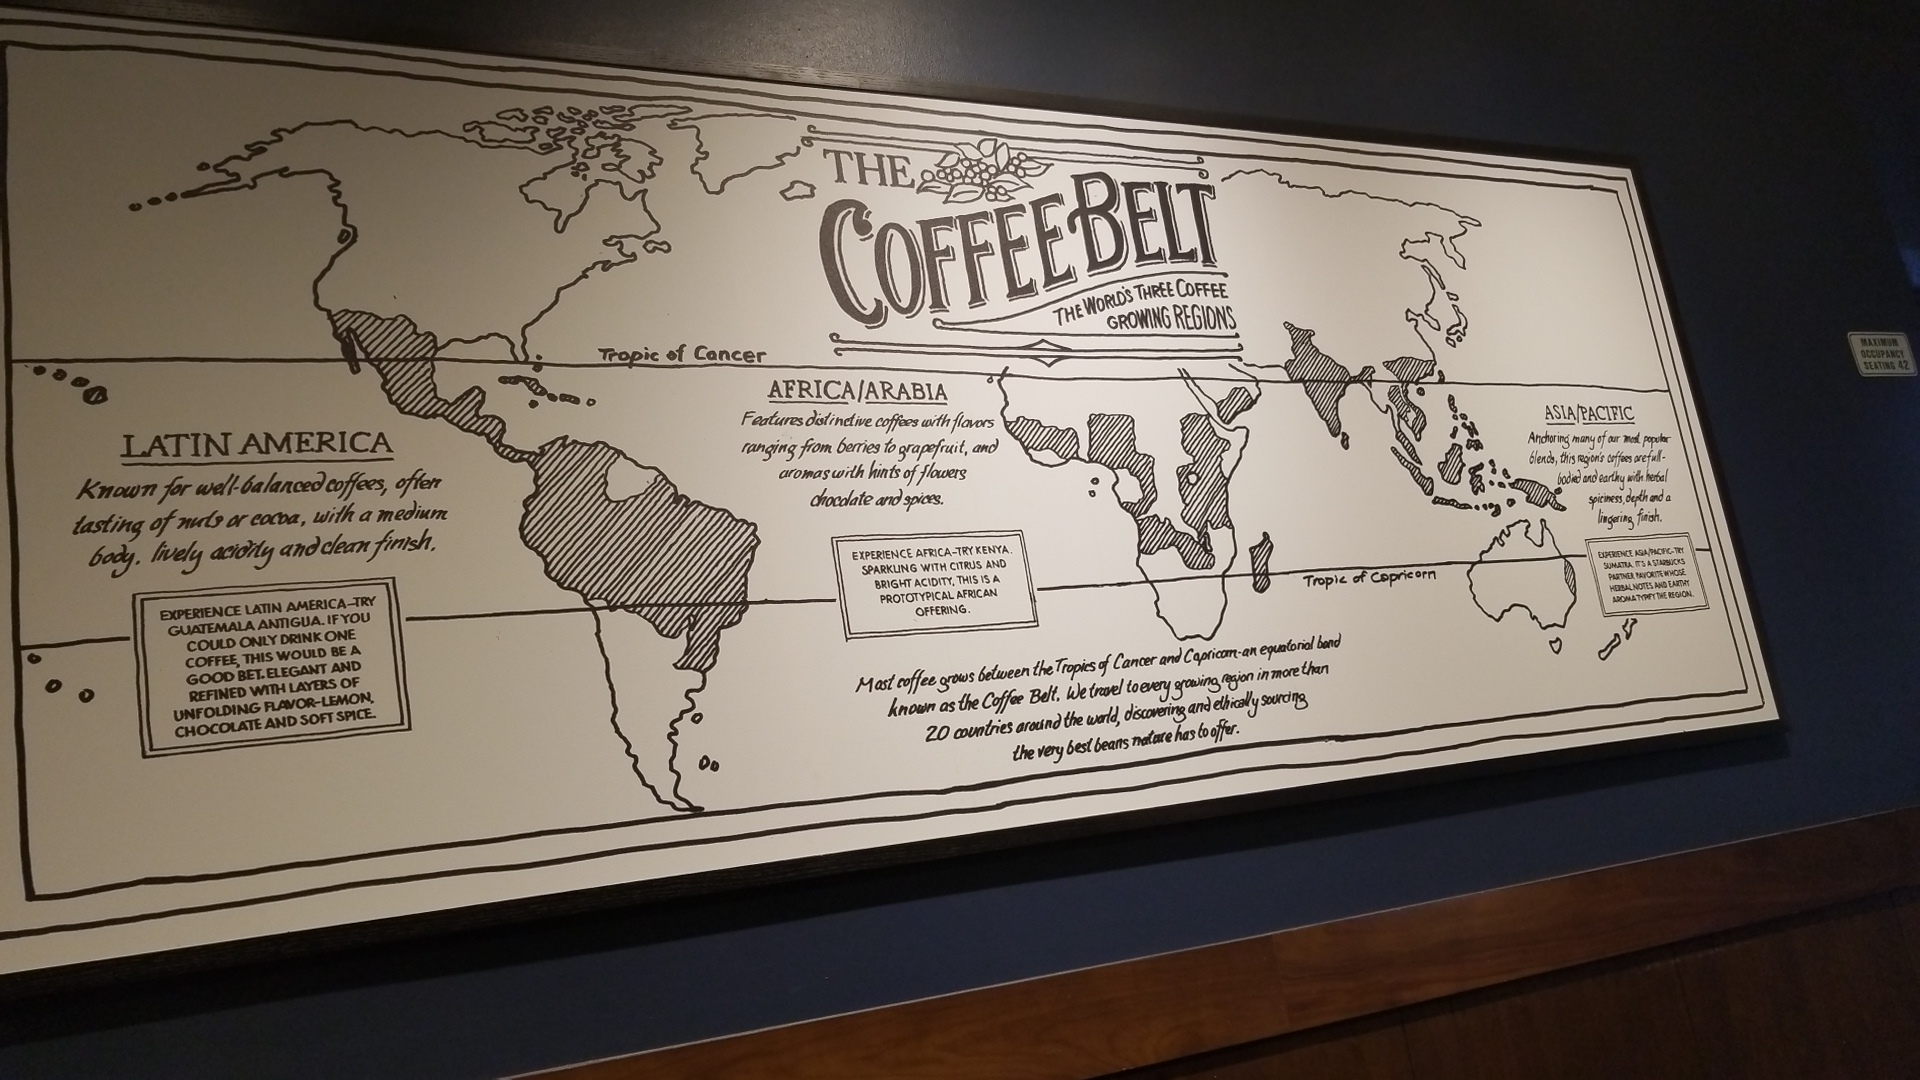 THE
COFFEE BELT
THE WORLD'S THREE COFFEE
GROWING REGIONS
Tropic of Cancer
LATIN AMERICA
Known for well-balanced coffees, often
tasting of nuts or cocoa, with a medium
body, lively acidity and clean finish.
EXPERIENCE LATIN AMERICA-TRY
GUATEMALA ANTIGUA. IF YOU
COULD ONLY DRINK ONE
COFFEE, THIS WOULD BE A
GOOD BET. ELEGANT AND
REFINED WITH LAYERS OF
UNFOLDING FLAVOR-LEMON,
CHOCOLATE AND SOFT SPICE.
AFRICA/ARABIA
Features distinctive coffees with flavors
ranging from berries to grapefruit, and
aromas with hints of flowers
chocolate and spices.
EXPERIENCE AFRICA-TRY KENYA.
SPARKLING WITH CITRUS AND
BRIGHT ACIDITY, THIS IS A
PROTOTYPICAL AFRICAN
OFFERING.
ASIA/PACIFIC
Anchoring many of our most popular
blends, this region's coffees are full-
bodied and earthy with herbal
spiciness, depth and a
lingering finish.
EXPERIENCE ASIA/PACIFIC-TRY
SUMATRA. IT'S A STARBUCKS
PARTNER FAVORITE WHOSE
HERBAL NOTES AND EARTHY
AROMA TYPIFY THE REGION.
Tropic of Capricorn
Most coffee grows between the Tropics of Cancer and Capricorn-an equatorial band
known as the Coffee Belt. We travel to every growing region in more than
20 countries around the world, discovering and ethically sourcing
the very best beans nature has to offer.
MAXIMUM
OCCUPANCY
SEATING 42